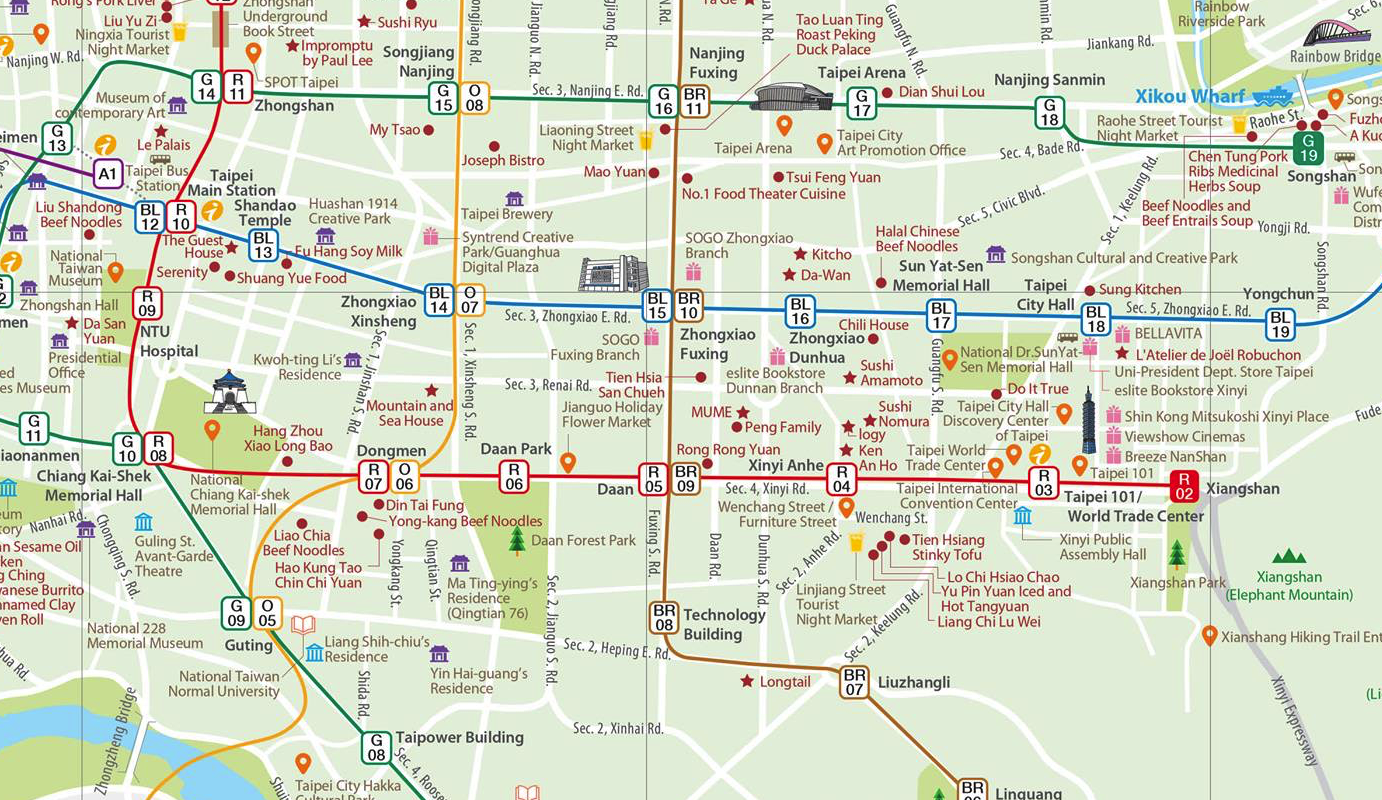 Rong's Pork Liver
Liu Yu Zi
Ningxia Tourist
Night Market
Nanjing W. Rd.
Zhongshan
Underground
Book Street
Impromptu
by Paul Lee
SPOT Taipei
Sushi Ryu
Songjiang
Nanjing
Nanjing
Fuxing
Tao Luan Ting
Roast Peking
Duck Palace
Guangfu N. Rd.
Jiankang Rd.
Rainbow
Riverside Park
Rainbow Bridge
G
14
R
11
Zhongshan
G
15
O
08
Sec. 3, Nanjing E. Rd.
G
16
BR
11
Taipei Arena
G
17
Dian Shui Lou
Nanjing Sanmin
G
18
Xikou Wharf
Raohe Street Tourist
Night Market
Raohe St.
G
19
Songshan
Museum of
contemporary Art
G
13
Le Palais
A1
Taipei Bus
Station
My Tsao
Joseph Bistro
Liaoning Street
Night Market
Mao Yuan
No.1 Food Theater Cuisine
Taipei Arena
Taipei City
Art Promotion Office
Tsui Feng Yuan
Sec. 4, Bade Rd.
Sec. 5, Civic Blvd.
Sec. 1, Keelung Rd.
Chen Tung Pork
Ribs Medicinal
Herbs Soup
Beef Noodles and
Beef Entrails Soup
Yongji Rd.
Songshan Rd.
Taipei
Main Station
Shandao
Temple
Liu Shandong
Beef Noodles
BL
12
R
10
BL
13
Huashan 1914
Creative Park
Fu Hang Soy Milk
The Guest
House
Serenity
Shuang Yue Food
National
Taiwan
Museum
Zhongshan Hall
Taipei Brewery
Syntrend Creative
Park/Guanghua
Digital Plaza
SOGO Zhongxiao
Branch
Kitcho
Da-Wan
Halal Chinese
Beef Noodles
Sun Yat-Sen
Memorial Hall
Songshan Cultural and Creative Park
Taipei
City Hall
Sung Kitchen
Yongchun
R
09
NTU
Hospital
Da San
Yuan
Presidential
Office
Zhongxiao
Xinsheng
BL
14
O
07
Sec. 3, Zhongxiao E. Rd.
BL
15
BR
10
Zhongxiao
Fuxing
BL
16
Zhongxiao
Dunhua
BL
17
BL
18
Sec. 5, Zhongxiao E. Rd.
BL
19
Kwoh-ting Li's
Residence
Sec. 1, Jinshan S. Rd.
Sec. 1, Xinsheng S. Rd.
SOGO
Fuxing Branch
Sec. 3, Renai Rd.
Tien Hsia
San Chueh
eslite Bookstore
Dunnan Branch
Chili House
Sushi
Amamoto
Guangfu S. Rd.
National Dr.SunYat-
Sen Memorial Hall
BELLAVITA
L'Atelier de Joël Robuchon
Uni-President Dept. Store Taipei
eslite Bookstore Xinyi
Do It True
Taipei City Hall
Discovery Center
of Taipei
Shin Kong Mitsukoshi Xinyi Place
Viewshow Cinemas
Breeze NanShan
Mountain and
Sea House
Jianguo Holiday
Flower Market
MUME
Peng Family
Sushi
Nomura
logy
Ken
An Ho
Rong Rong Yuan
Xinyi Anhe
G
11
G
10
R
08
Chiang Kai-Shek
Memorial Hall
Hang Zhou
Xiao Long Bao
National
Chiang Kai-shek
Memorial Hall
Dongmen
R
07
O
06
Daan Park
R
06
Daan
R
05
BR
09
Sec. 4, Xinyi Rd.
R
04
Taipei World
Trade Center
Taipei International
Convention Center
R
03
Taipei 101
Taipei 101/
World Trade Center
R
02
Xiangshan
Nanhai Rd.
Chongqing S. Rd.
Guling St.
Avant-Garde
Theatre
Liao Chia
Beef Noodles
Hao Kung Tao
Chin Chi Yuan
Din Tai Fung
Yong-kang Beef Noodles
Yongkang St.
Qingtian St.
Daan Forest Park
Ma Ting-ying's
Residence
(Qingtian 76)
Sec. 2, Jianguo S. Rd.
Fuxing S. Rd.
Daan Rd.
Dunhua S. Rd.
Sec. 2, Anhe Rd.
Wenchang Street /
Furniture Street
Wenchang St.
Tien Hsiang
Stinky Tofu
Lo Chi Hsiao Chao
Yu Pin Yuan Iced and
Hot Tangyuan
Liang Chi Lu Wei
Linjiang Street
Tourist
Night Market
Xinyi Public
Assembly Hall
Xiangshan Park
Xiangshan
(Elephant Mountain)
G
09
O
05
Guting
National 228
Memorial Museum
Liang Shih-chiu's
Residence
National Taiwan
Normal University
Yin Hai-guang's
Residence
Shida Rd.
BR
08
Technology
Building
Sec. 2, Heping E. Rd.
Sec. 2, Keelung Rd.
Longtail
BR
07
Liuzhangli
Xianshang Hiking Trail Ent
Xinyi Expressway
Zhongzheng Bridge
G
08
Taipower Building
Sec. 2, Xinhai Rd.
Taipei City Hakka
Cultural Park
BR
Linguang